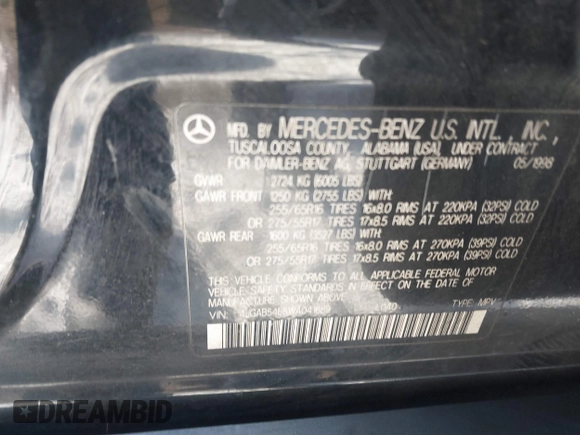 MFD. BY MERCEDES-BENZ U.S. INTL., INC.,
TUSCALOOSA COUNTY, ALABAMA (USA), UNDER CONTRACT
FOR DAIMLER-BENZ AG, STUTTGART (GERMANY) 05/1998
GVWR : 2724 KG (6005 LBS)
GAWR FRONT : 1250 KG (2755 LBS) WITH:
255/65R16 TIRES 16x8.0 RIMS AT 220KPA (32PSI) COLD
OR 275/55R17 TIRES 17x8.5 RIMS AT 220KPA (32PSI) COLD
GAWR REAR : 1600 KG (3527 LBS) WITH:
255/65R16 TIRES 16x8.0 RIMS AT 270KPA (39PSI) COLD
OR 275/55R17 TIRES 17x8.5 RIMS AT 270KPA (39PSI) COLD
THIS VEHICLE CONFORMS TO ALL APPLICABLE FEDERAL MOTOR
VEHICLE SAFETY STANDARDS IN EFFECT ON THE DATE OF
MANUFACTURE SHOWN ABOVE.
VIN: TYPE: MPV
DREAMBID